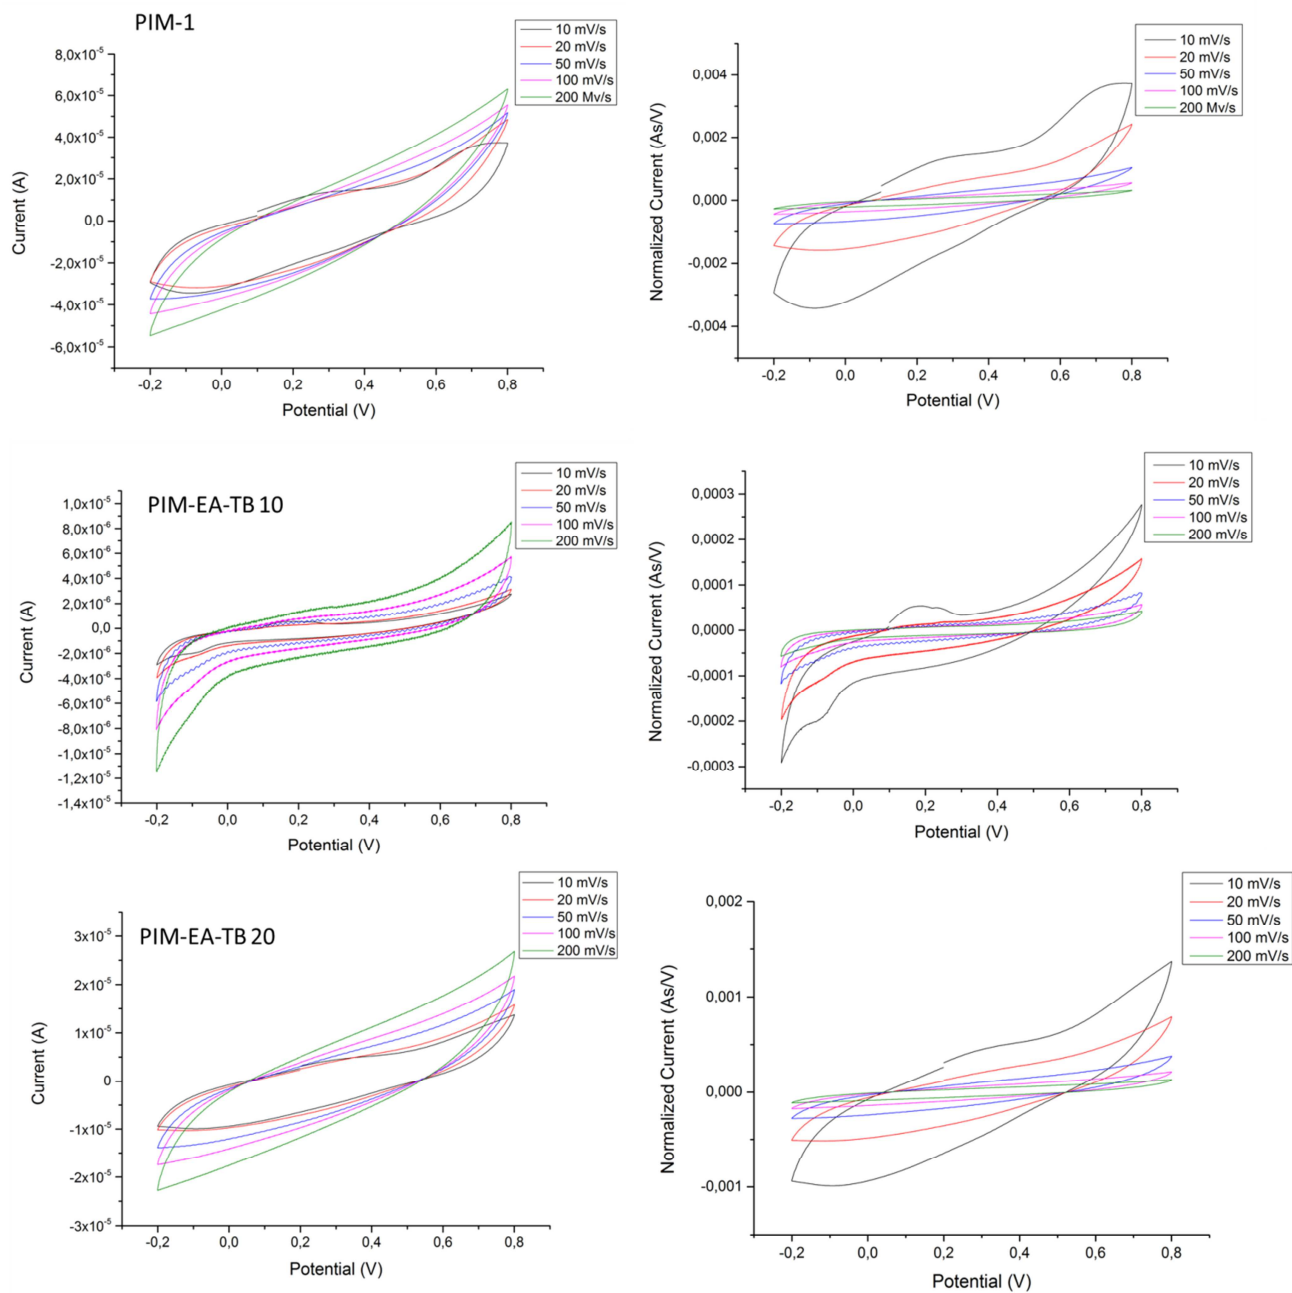 PIM-1
10 mV/s
20 mV/s
50 mV/s
100 mV/s
200 Mv/s
8,0x10⁻⁵
6,0x10⁻⁵
4,0x10⁻⁵
2,0x10⁻⁵
0,0
-2,0x10⁻⁵
-4,0x10⁻⁵
-6,0x10⁻⁵
Current (A)
-0,2 0,0 0,2 0,4 0,6 0,8
Potential (V)
10 mV/s
20 mV/s
50 mV/s
100 mV/s
200 Mv/s
0,004
0,002
0,000
-0,002
-0,004
Normalized Current (As/V)
-0,2 0,0 0,2 0,4 0,6 0,8
Potential (V)
PIM-EA-TB 10
10 mV/s
20 mV/s
50 mV/s
100 mV/s
200 mV/s
1,0x10⁻⁵
8,0x10⁻⁶
6,0x10⁻⁶
4,0x10⁻⁶
2,0x10⁻⁶
0,0
-2,0x10⁻⁶
-4,0x10⁻⁶
-6,0x10⁻⁶
-8,0x10⁻⁶
-1,0x10⁻⁵
-1,2x10⁻⁵
-1,4x10⁻⁵
Current (A)
-0,2 0,0 0,2 0,4 0,6 0,8
Potential (V)
10 mV/s
20 mV/s
50 mV/s
100 mV/s
200 mV/s
0,0003
0,0002
0,0001
0,0000
-0,0001
-0,0002
-0,0003
Normalized Current (As/V)
-0,2 0,0 0,2 0,4 0,6 0,8
Potential (V)
PIM-EA-TB 20
10 mV/s
20 mV/s
50 mV/s
100 mV/s
200 mV/s
3x10⁻⁵
2x10⁻⁵
1x10⁻⁵
0
-1x10⁻⁵
-2x10⁻⁵
-3x10⁻⁵
Current (A)
-0,2 0,0 0,2 0,4 0,6 0,8
Potential (V)
10 mV/s
20 mV/s
50 mV/s
100 mV/s
200 mV/s
0,002
0,001
0,000
-0,001
Normalized Current (As/V)
-0,2 0,0 0,2 0,4 0,6 0,8
Potential (V)